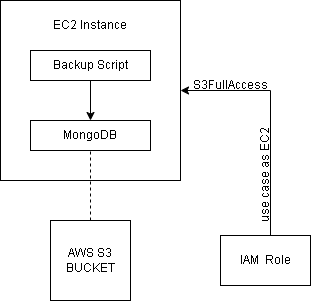 EC2 Instance
Backup Script
S3FullAccess
MongoDB
use case as EC2
AWS S3
BUCKET
IAM Role